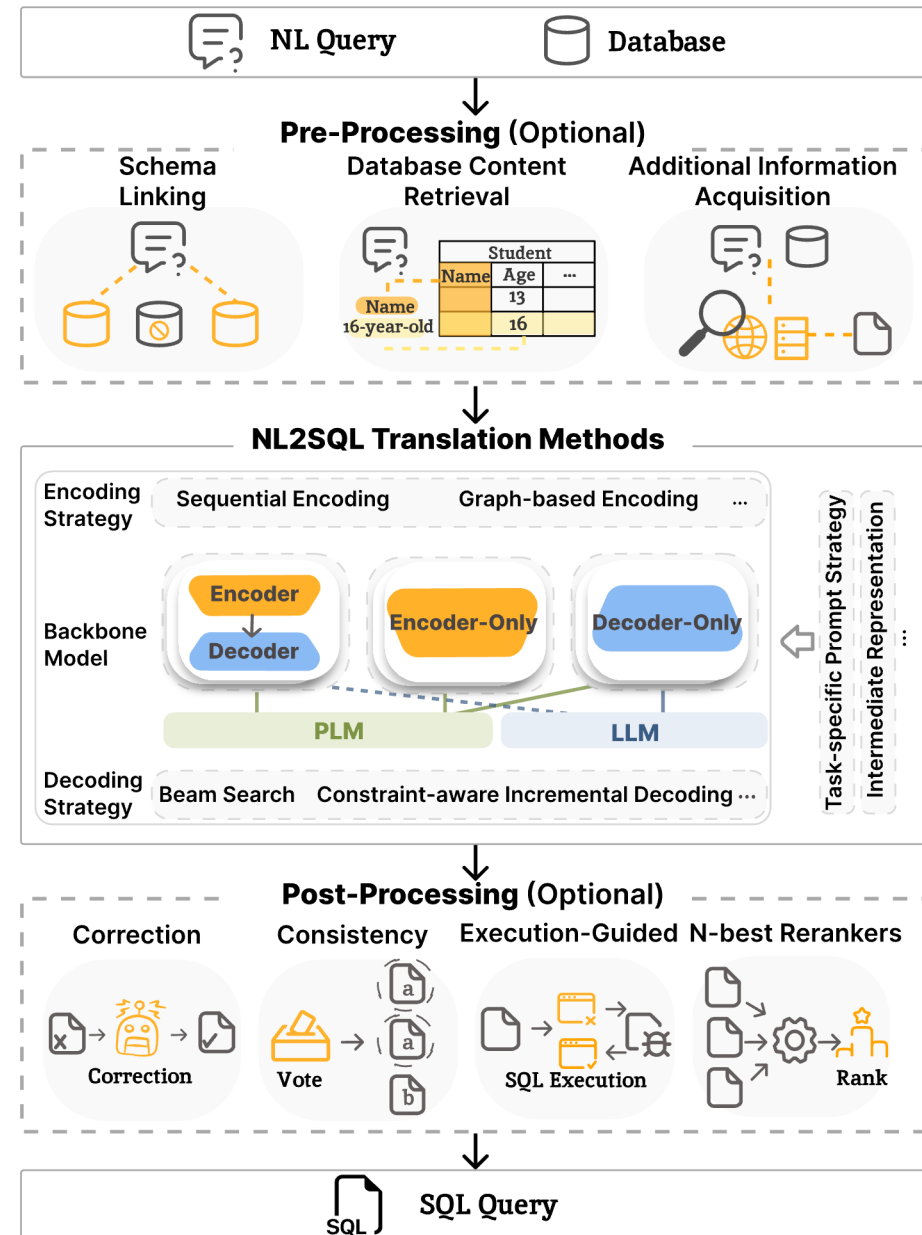 NL Query
Database
Pre-Processing (Optional)
Schema
Linking
Database Content
Retrieval
Additional Information
Acquisition
Student
Name
Age
...
13
16
Name
16-year-old
NL2SQL Translation Methods
Encoding
Strategy
Sequential Encoding
Graph-based Encoding
...
Backbone
Model
Encoder
Decoder
Encoder-Only
Decoder-Only
PLM
LLM
Decoding
Strategy
Beam Search
Constraint-aware Incremental Decoding
...
Task-specific Prompt Strategy
Intermediate Representation
...
Post-Processing (Optional)
Correction
Consistency
Execution-Guided
N-best Rerankers
Correction
Vote
a
a
b
SQL Execution
Rank
SQL
SQL Query